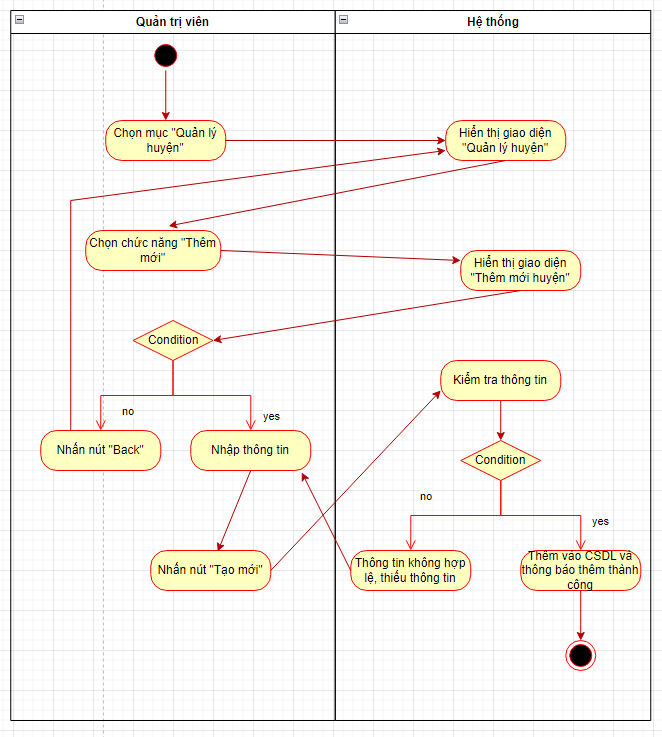 Quản trị viên
Hệ thống
Chọn mục "Quản lý
huyện"
Hiển thị giao diện
"Quản lý huyện"
Chọn chức năng "Thêm
mới"
Hiển thị giao diện
"Thêm mới huyện"
Condition
Kiểm tra thông tin
no
yes
Nhấn nút "Back"
Nhập thông tin
Condition
no
yes
Nhấn nút "Tạo mới"
Thông tin không hợp
lệ, thiếu thông tin
Thêm vào CSDL và
thông báo thêm thành
công